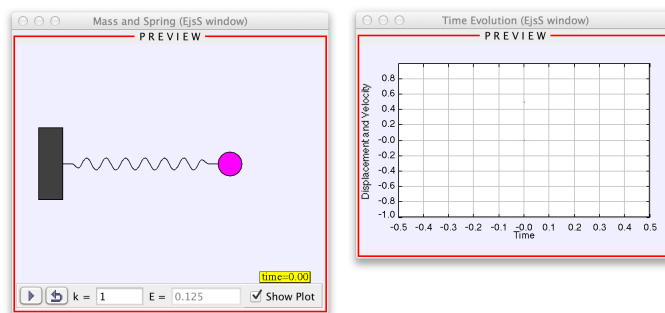 Mass and Spring (EjsS window)
PREVIEW
time=0.00
k = 1 E = 0.125 Show Plot
Time Evolution (EjsS window)
PREVIEW
Displacement and Velocity
0.8
0.6
0.4
0.2
-0.0
-0.2
-0.4
-0.6
-0.8
-1.0
-0.5 -0.4 -0.3 -0.2 -0.1 -0.0 0.1 0.2 0.3 0.4 0.5
Time